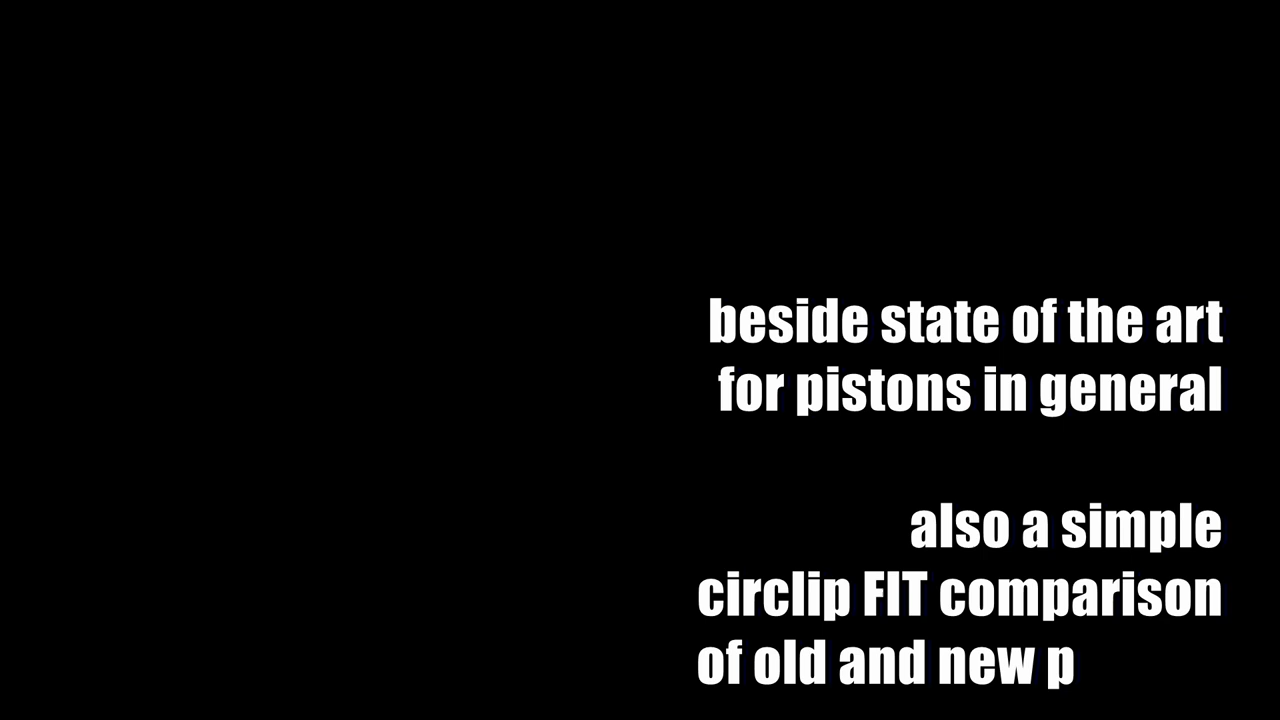 beside state of the art
for pistons in general
also a simple
circlip FIT comparison
of old and new p